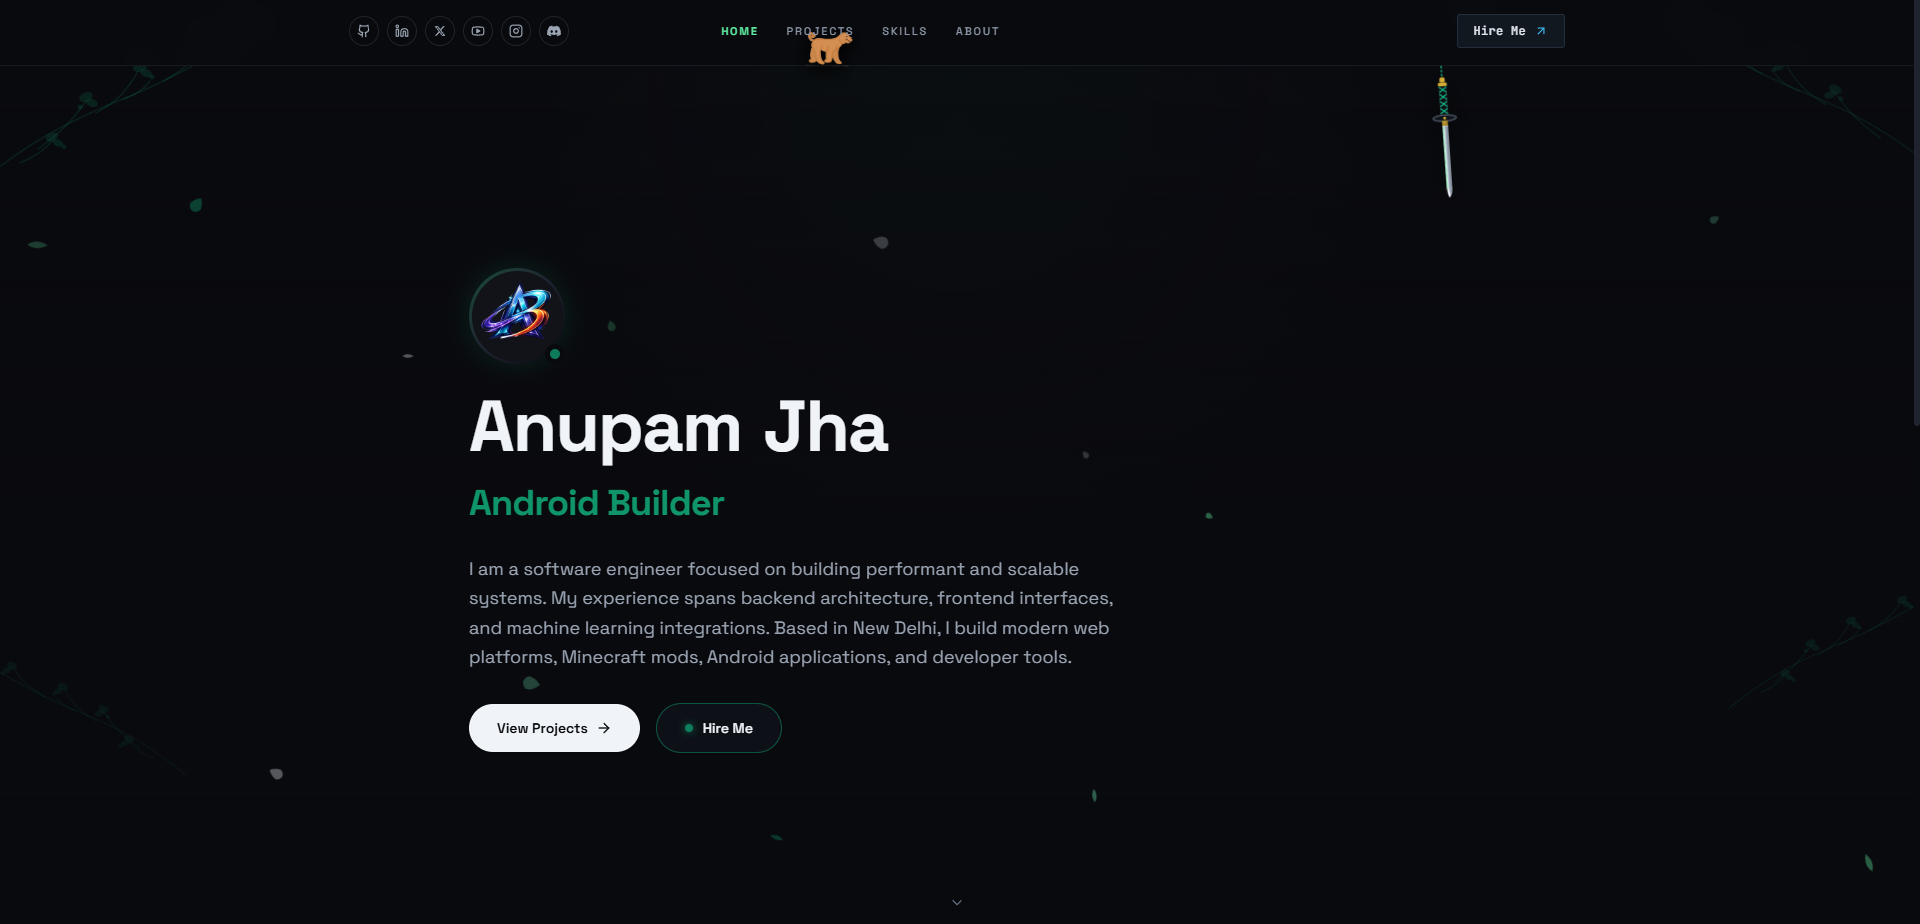 HOME PROJECTS SKILLS ABOUT Hire Me
Anupam Jha
Android Builder
I am a software engineer focused on building performant and scalable
systems. My experience spans backend architecture, frontend interfaces,
and machine learning integrations. Based in New Delhi, I build modern web
platforms, Minecraft mods, Android applications, and developer tools.
View Projects Hire Me